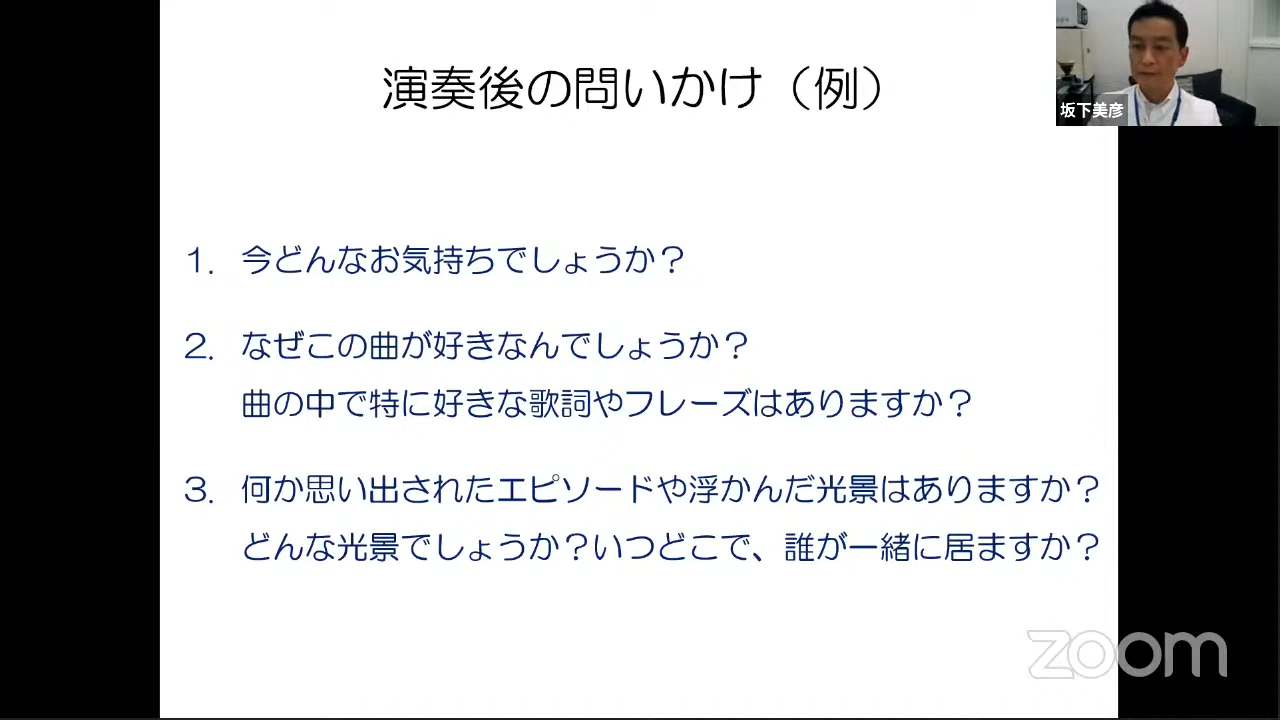 演奏後の問いかけ（例）
坂下美彦
1. 今どんなお気持ちでしょうか？
2. なぜこの曲が好きなんでしょうか？
曲の中で特に好きな歌詞やフレーズはありますか？
3. 何か思い出されたエピソードや浮かんだ光景はありますか？
どんな光景でしょうか？いつどこで、誰が一緒に居ますか？
zoom